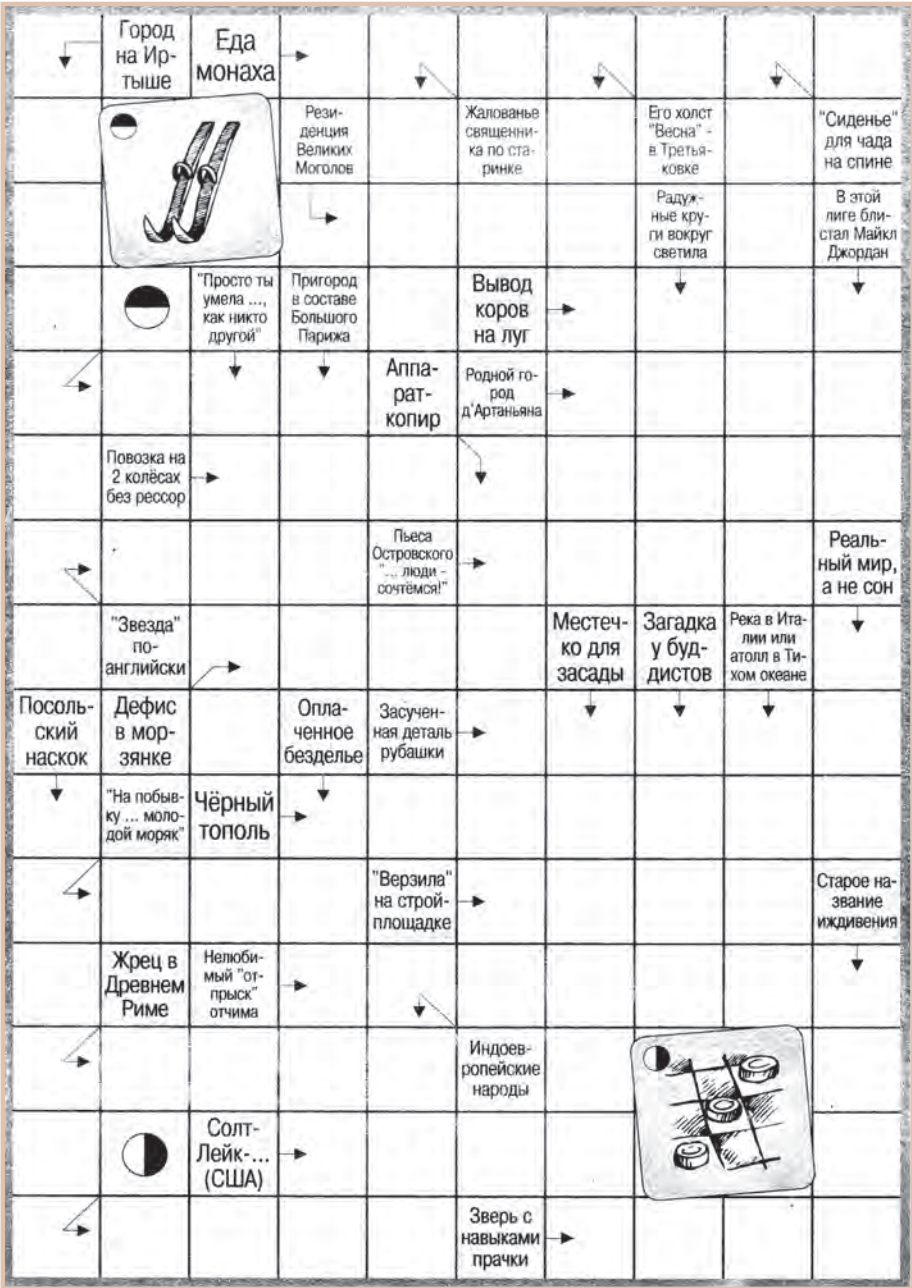 Город
на Ир-
тыше
Еда
монаха
Рези-
денция
Великих
Моголов
Жалованье
священни-
ка по ста-
ринке
Его холст
"Весна" -
в Третья-
ковке
"Сиденье"
для чада
на спине
Радуж-
ные кру-
ги вокруг
светила
В этой
лиге бли-
стал Майкл
Джордан
"Просто ты
умела ...,
как никто
другой"
Пригород
в составе
Большого
Парижа
Вывод
коров
на луг
Аппа-
рат-
копир
Родной го-
род
д'Артаньяна
Повозка на
2 колёсах
без рессор
Пьеса
Островского
"... люди -
сочтёмся!"
Реаль-
ный мир,
а не сон
"Звезда"
по-
английски
Местеч-
ко для
засады
Загадка
у буд-
дистов
Река в Ита-
лии или
атолл в Ти-
хом океане
Посоль-
ский
наскок
Дефис
в мор-
зянке
Опла-
ченное
безделье
Засучен-
ная деталь
рубашки
"На побыв-
ку ... моло-
дой моряк"
Чёрный
тополь
"Верзила"
на строй-
площадке
Старое на-
звание
иждивения
Жрец в
Древнем
Риме
Нелюби-
мый "от-
прыск"
отчима
Индоев-
ропейские
народы
Солт-
Лейк-...
(США)
Зверь с
навыками
прачки